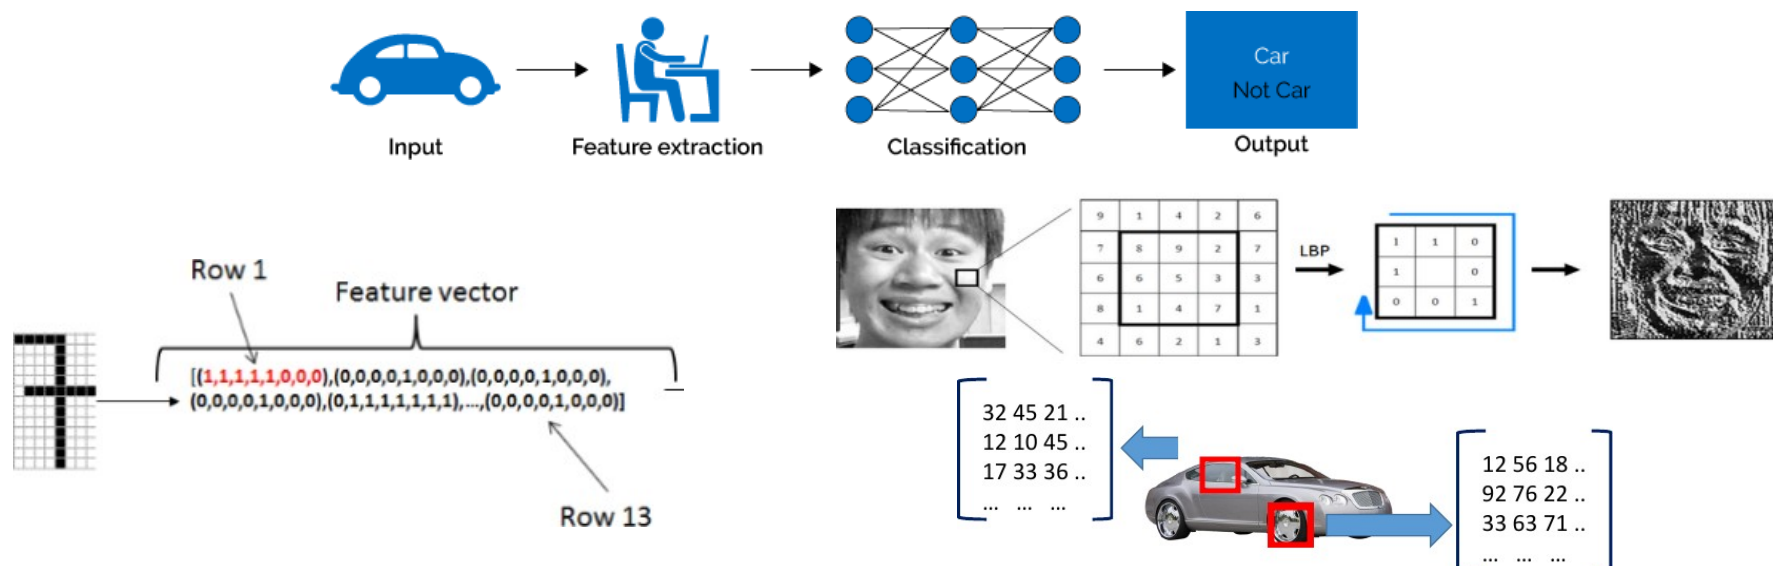 Car
Not Car
Input
Feature extraction
Classification
Output
Row 1
Feature vector
[(1,1,1,1,1,0,0,0),(0,0,0,0,1,0,0,0),(0,0,0,0,1,0,0,0),
(0,0,0,0,1,0,0,0),(0,1,1,1,1,1,1,1),...,(0,0,0,0,1,0,0,0)]
Row 13
9 1 4 2 6
7 8 9 2 7
6 6 5 3 3
8 1 4 7 1
4 6 2 1 3
LBP
1 1 0
1 0
0 0 1
32 45 21 ..
12 10 45 ..
17 33 36 ..
... ... ...
12 56 18 ..
92 76 22 ..
33 63 71 ..
... ... ...